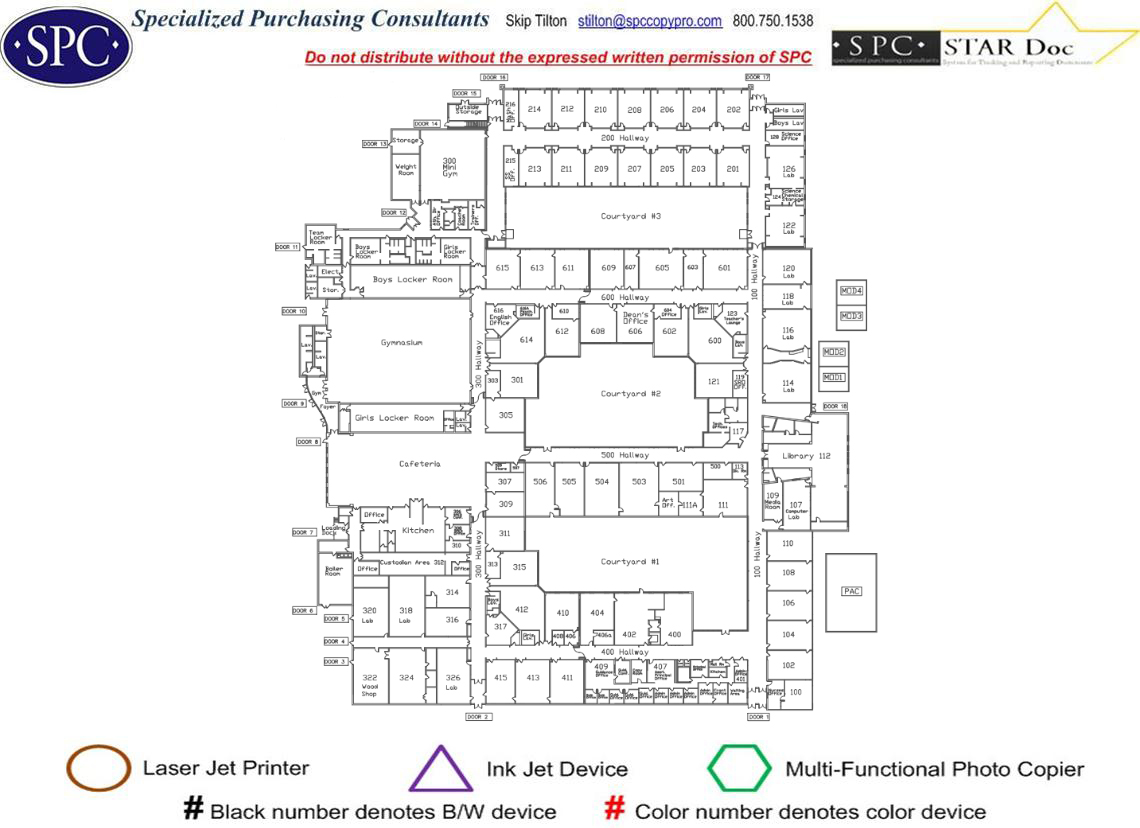 SPC
Specialized Purchasing Consultants Skip Tilton stilton@spccopypro.com 800.750.1538
Do not distribute without the expressed written permission of SPC
·SPC· STAR Doc
specialized purchasing consultants System for Tracking and Reporting Documents
DOOR 16 DOOR 17
DOOR 15
Outside Storage
216
214 212 210 208 206 204 202
Girls Lav
Boys Lav
DOOR 14
128 Science Office
200 Hallway
DOOR 13
Storage
300 Mini Gym
Weight Room
215
213 211 209 207 205 203 201
126 Lab
124 Science Chemical Storage
DOOR 12
Courtyard #3
122 Lab
Team Locker Room
DOOR 11
Boys Locker Room
Girls Locker Room
615 613 611 609 607 605 603 601
120 Lab
Elect.
Stor.
Boys Locker Room
Lav
100 Hallway
600 Hallway
118 Lab
MOD4
MOD3
DOOR 10
616 English Office
610
612 608
Dean's Office 606
604 Office
602
123 Teacher's Lounge
600
614
116 Lab
MOD2
MOD1
Gymnasium
300 Hallway
303 301
121
119
114 Lab
Courtyard #2
DOOR 9
Gym Foyer
Girls Locker Room
305
117
DOOR 18
DOOR 8
Cafeteria
500 Hallway
Library 112
307
506 505 504 503 501
500 113
309
Art Off. 111A 111
109 Media Room
107 Computer Lab
Office
Kitchen
310
DOOR 7
Loading Dock
311
300 Hallway
100 Hallway
110
Boiler Room
Custodian Area 312
Office
Office
313 315
Courtyard #1
108
PAC
314
320 Lab
318 Lab
316
412
410 404
402 400
106
DOOR 6
DOOR 5
317
408 406
406a
104
DOOR 4
400 Hallway
DOOR 3
322 Wood Shop
324
326 Lab
415 413 411
409 Guidance Office
407
Kitchen
401
102
100
DOOR 2 DOOR 1
Laser Jet Printer Ink Jet Device Multi-Functional Photo Copier
# Black number denotes B/W device # Color number denotes color device